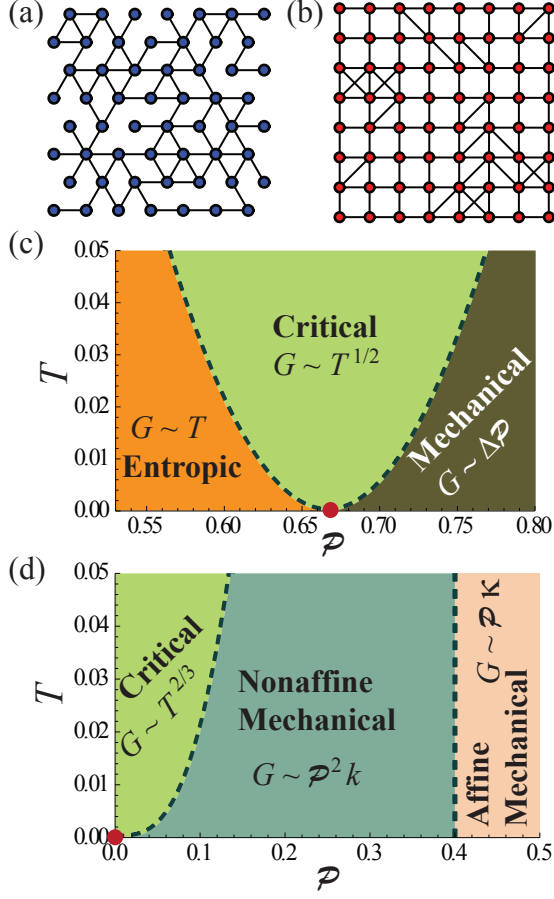 (a)
(b)
(c)
0.05
0.04
0.03
0.02
0.01
0.00
T
Critical
G ~ T^{1/2}
G ~ T
Entropic
Mechanical
G ~ Δ𝒫
0.55
0.60
0.65
0.70
0.75
0.80
𝒫
(d)
0.05
0.04
0.03
0.02
0.01
0.00
T
Critical
G ~ T^{2/3}
Nonaffine
Mechanical
G ~ 𝒫² k
G ~ 𝒫 κ
Affine
Mechanical
0.0
0.1
0.2
0.3
0.4
0.5
𝒫